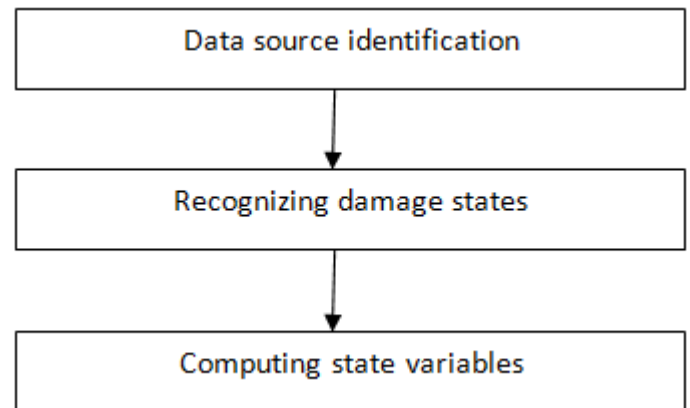 Data source identification
Recognizing damage states
Computing state variables